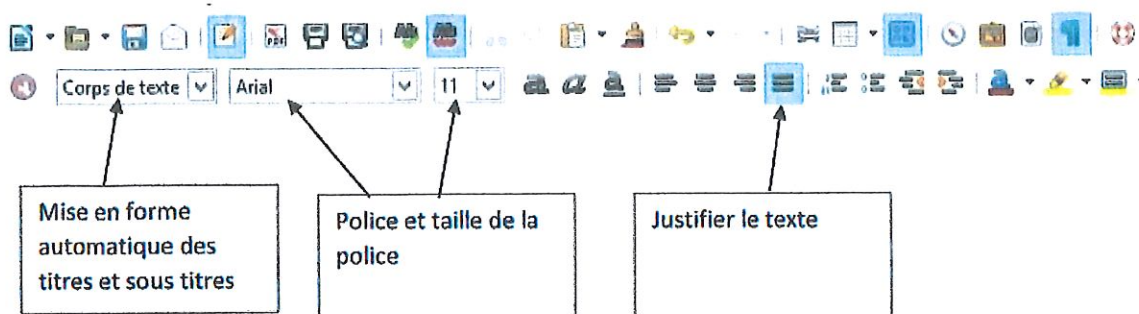 PDF
Corps de texte Arial 11 a a a
Mise en forme
automatique des
titres et sous titres
Police et taille de la
police
Justifier le texte